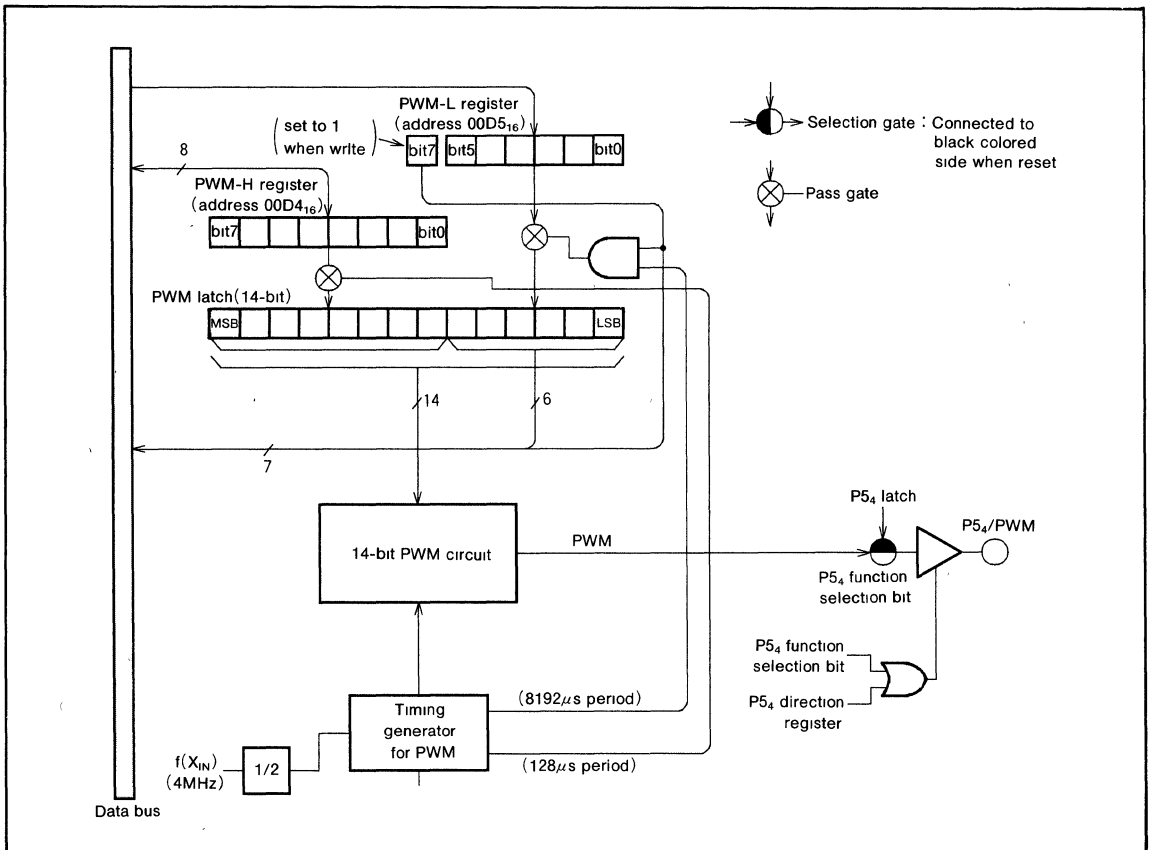 PWM-L register
(address 00D5₁₆)
(set to 1
when write)
bit7
bit5
bit0
8
PWM-H register
(address 00D4₁₆)
bit7
bit0
PWM latch(14-bit)
MSB
LSB
14
6
7
Selection gate : Connected to
black colored
side when reset
Pass gate
14-bit PWM circuit
PWM
P5₄ latch
P5₄/PWM
P5₄ function
selection bit
P5₄ function
selection bit
P5₄ direction
register
Timing
generator
for PWM
(8192μs period)
(128μs period)
f(X_IN)
(4MHz)
1/2
Data bus